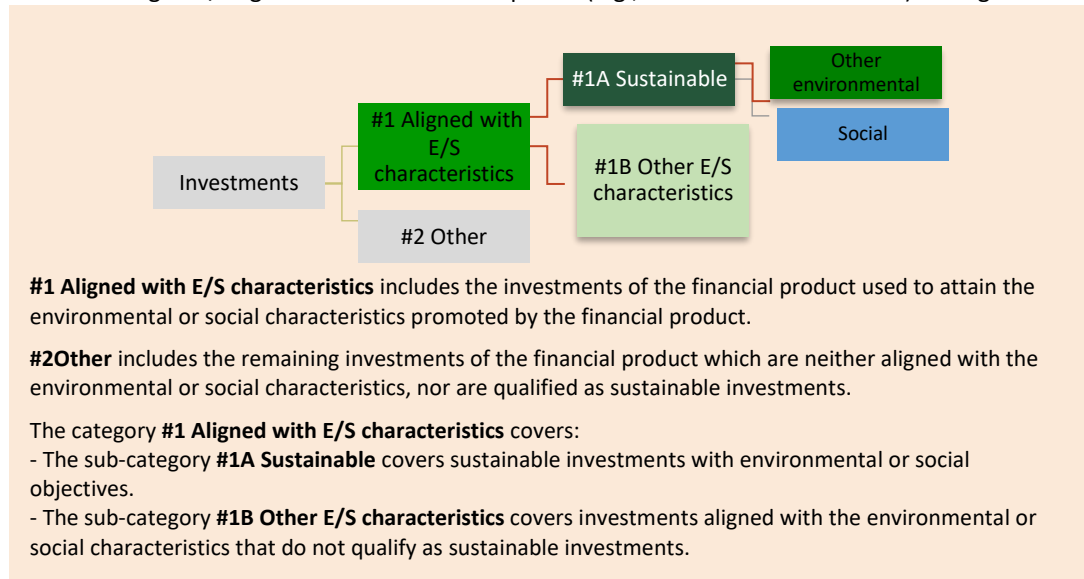 #1A Sustainable
Other
environmental
#1 Aligned with
E/S
characteristics
Social
#1B Other E/S
characteristics
Investments
#2 Other
#1 Aligned with E/S characteristics includes the investments of the financial product used to attain the
environmental or social characteristics promoted by the financial product.
#2Other includes the remaining investments of the financial product which are neither aligned with the
environmental or social characteristics, nor are qualified as sustainable investments.
The category #1 Aligned with E/S characteristics covers:
- The sub-category #1A Sustainable covers sustainable investments with environmental or social
objectives.
- The sub-category #1B Other E/S characteristics covers investments aligned with the environmental or
social characteristics that do not qualify as sustainable investments.